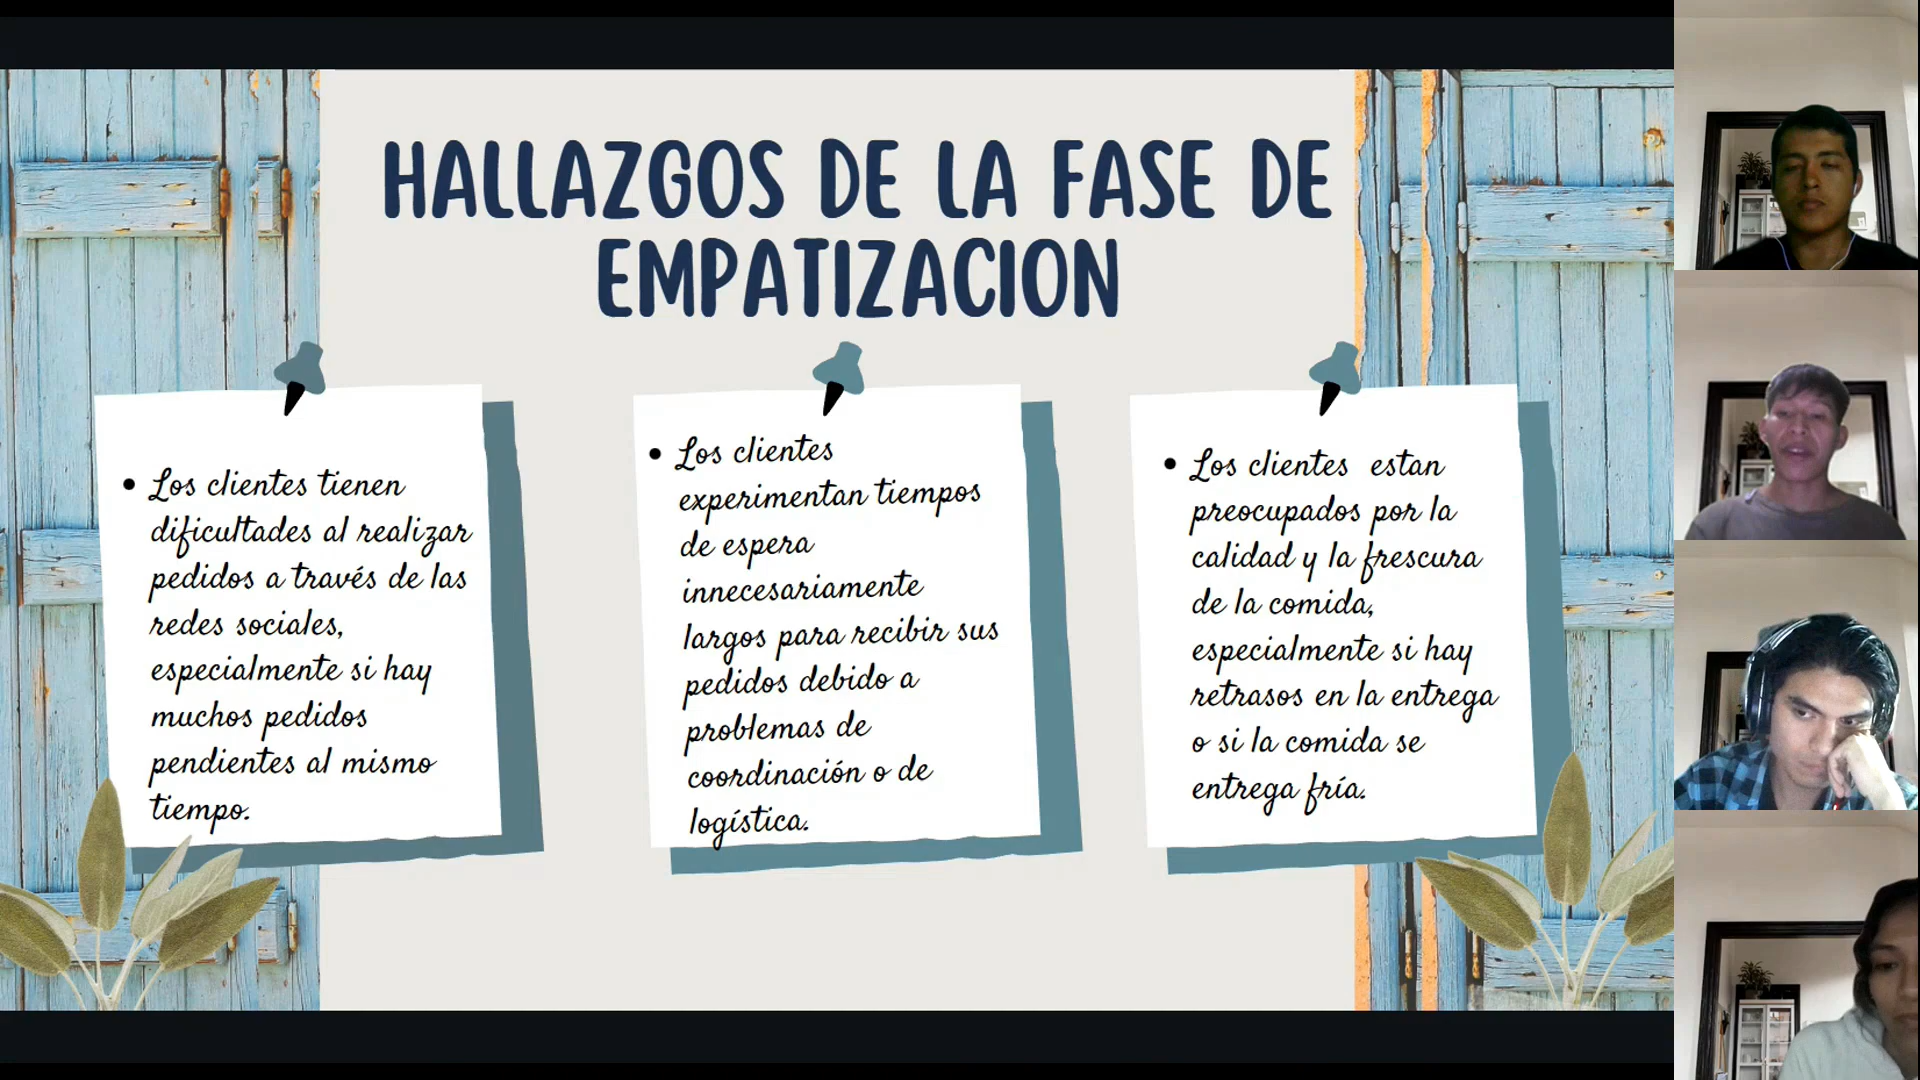 HALLAZGOS DE LA FASE DE
EMPATIZACION
• Los clientes tienen
dificultades al realizar
pedidos a través de las
redes sociales,
especialmente si hay
muchos pedidos
pendientes al mismo
tiempo.
• Los clientes
experimentan tiempos
de espera
innecesariamente
largos para recibir sus
pedidos debido a
problemas de
coordinación o de
logística.
• Los clientes estan
preocupados por la
calidad y la frescura
de la comida,
especialmente si hay
retrasos en la entrega
o si la comida se
entrega fría.